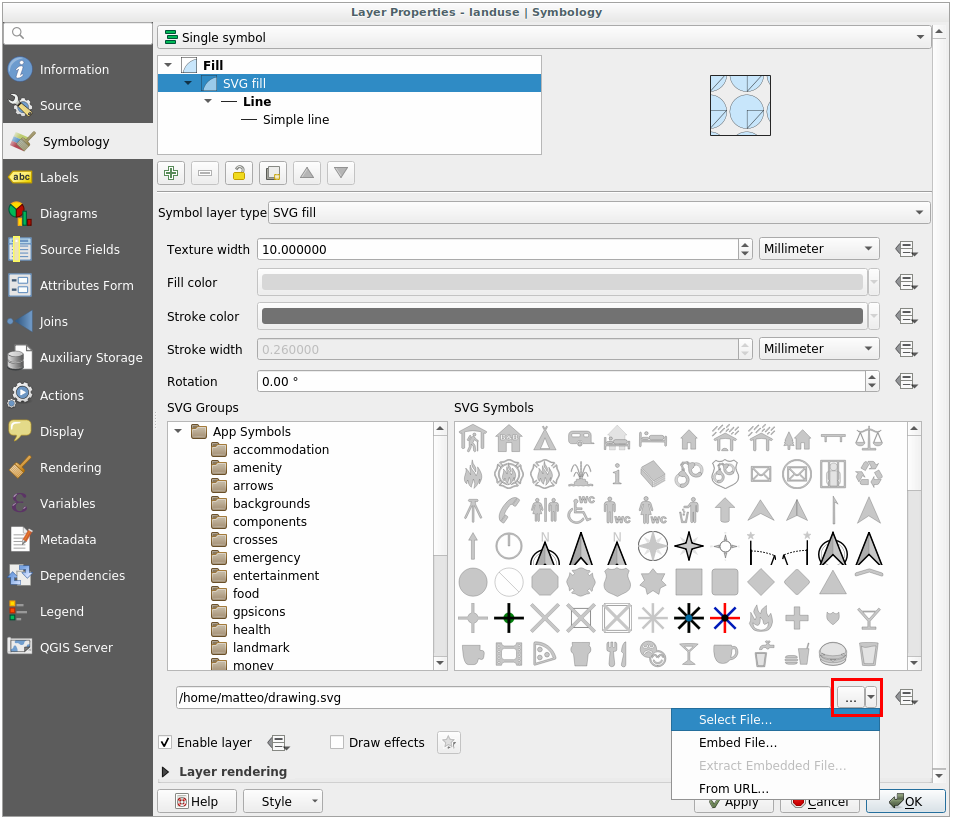 Layer Properties - landuse | Symbology
Single symbol
Information
Source
Symbology
Labels
Diagrams
Source Fields
Attributes Form
Joins
Auxiliary Storage
Actions
Display
Rendering
Variables
Metadata
Dependencies
Legend
QGIS Server
abc
Fill
SVG fill
Line
Simple line
Symbol layer type SVG fill
Texture width 10.000000 Millimeter
Fill color
Stroke color
Stroke width 0.260000 Millimeter
Rotation 0.00 °
SVG Groups
App Symbols
accommodation
amenity
arrows
backgrounds
components
crosses
emergency
entertainment
food
gpsicons
health
landmark
money
SVG Symbols
WC
WC WC
N N
/home/matteo/drawing.svg ...
Select File...
Embed File...
Extract Embedded File...
From URL...
Enable layer Draw effects
Layer rendering
Help Style Apply Cancel OK